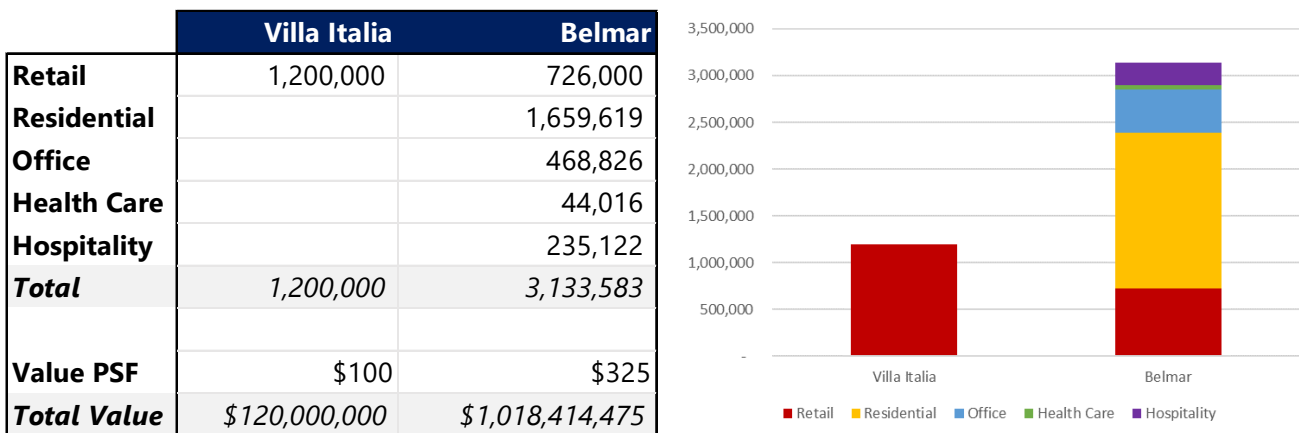 Villa Italia Belmar
Retail 1,200,000 726,000
Residential 1,659,619
Office 468,826
Health Care 44,016
Hospitality 235,122
Total 1,200,000 3,133,583
Value PSF $100 $325
Total Value $120,000,000 $1,018,414,475
3,500,000
3,000,000
2,500,000
2,000,000
1,500,000
1,000,000
500,000
-
Villa Italia Belmar
Retail Residential Office Health Care Hospitality